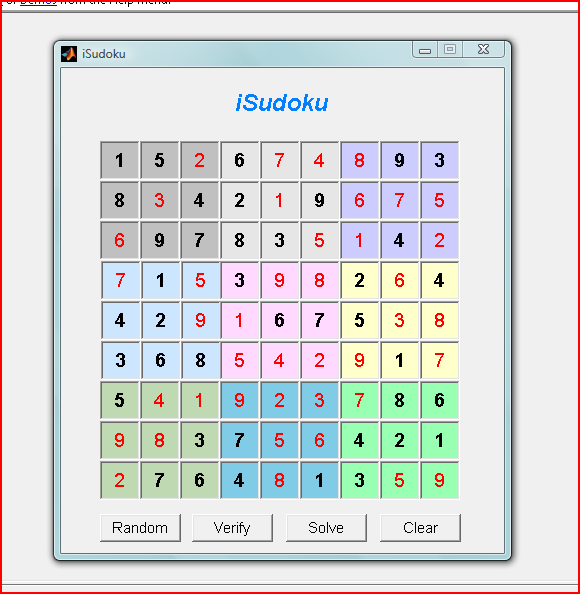 or Demos from the Help menu.
iSudoku
iSudoku
1 5 2 6 7 4 8 9 3
8 3 4 2 1 9 6 7 5
6 9 7 8 3 5 1 4 2
7 1 5 3 9 8 2 6 4
4 2 9 1 6 7 5 3 8
3 6 8 5 4 2 9 1 7
5 4 1 9 2 3 7 8 6
9 8 3 7 5 6 4 2 1
2 7 6 4 8 1 3 5 9
Random Verify Solve Clear